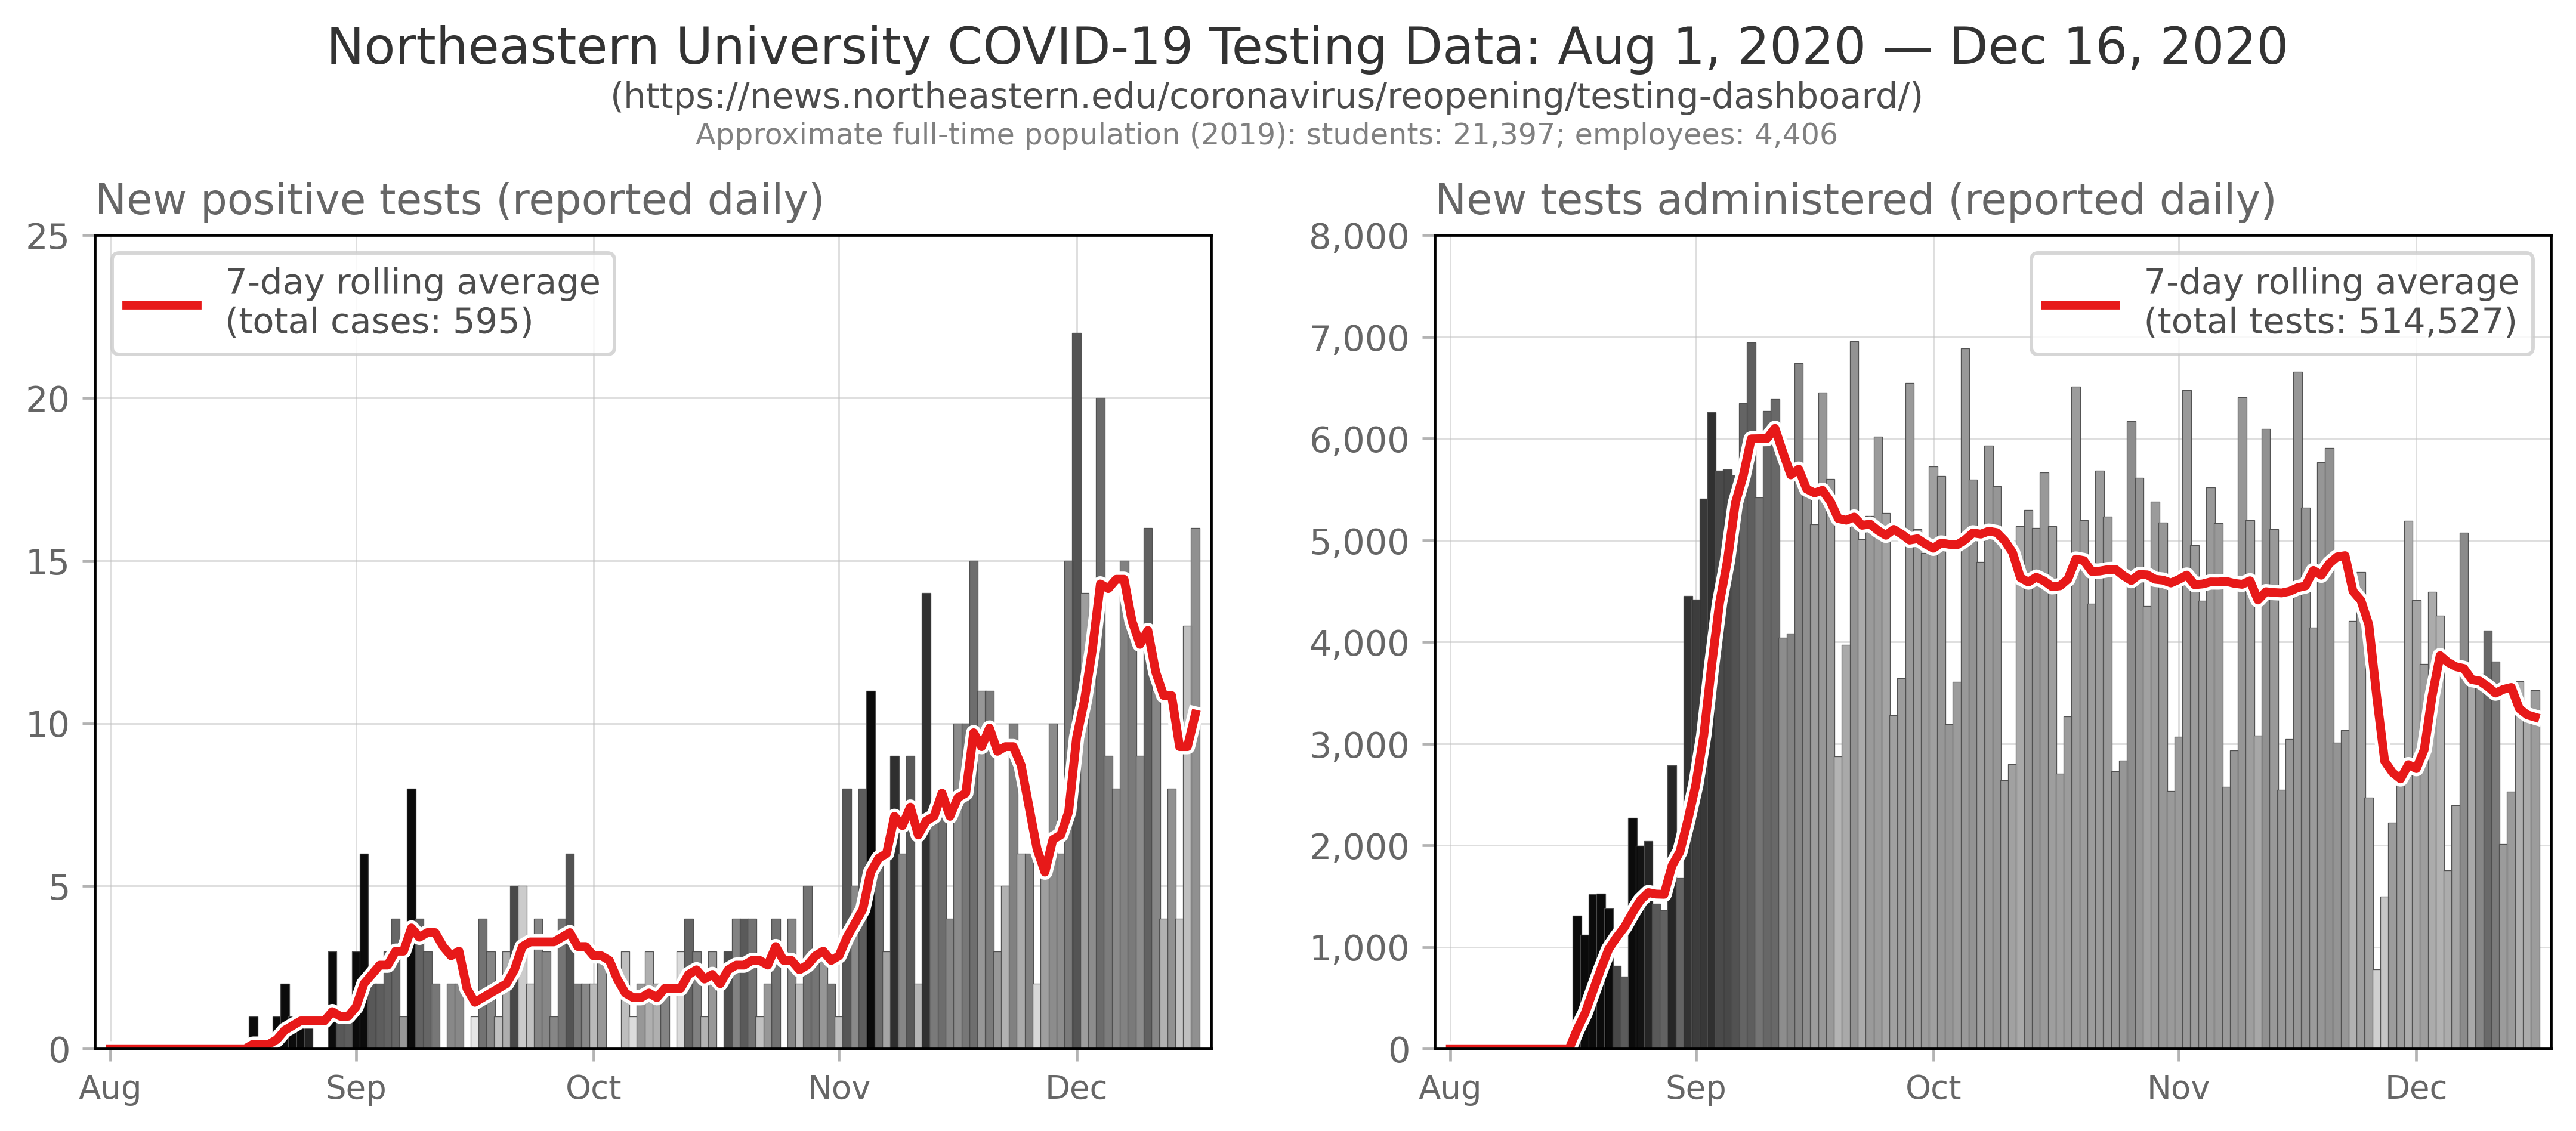 Northeastern University COVID-19 Testing Data: Aug 1, 2020 — Dec 16, 2020
(https://news.northeastern.edu/coronavirus/reopening/testing-dashboard/)
Approximate full-time population (2019): students: 21,397; employees: 4,406
New positive tests (reported daily)
25
20
15
10
5
0
7-day rolling average
(total cases: 595)
Aug
Sep
Oct
Nov
Dec
New tests administered (reported daily)
8,000
7,000
6,000
5,000
4,000
3,000
2,000
1,000
0
7-day rolling average
(total tests: 514,527)
Aug
Sep
Oct
Nov
Dec